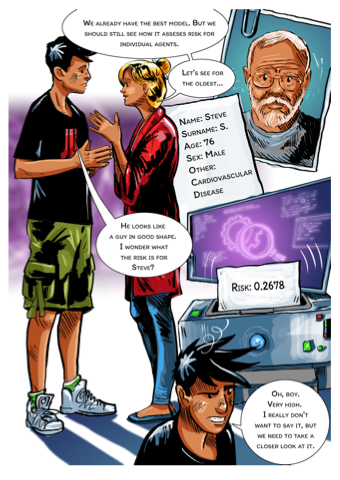 We already have the best model. But we
should still see how it asseses risk for
individual agents.
Let's see for
the oldest...
Name: Steve
Surname: S.
Age: 76
Sex: Male
Other:
Cardiovascular
Disease
He looks like
a guy in good shape.
I wonder what
the risk is for
Steve?
Risk: 0.2678
Oh, boy.
Very high.
I really don't
want to say it, but
we need to take a
closer look at it.